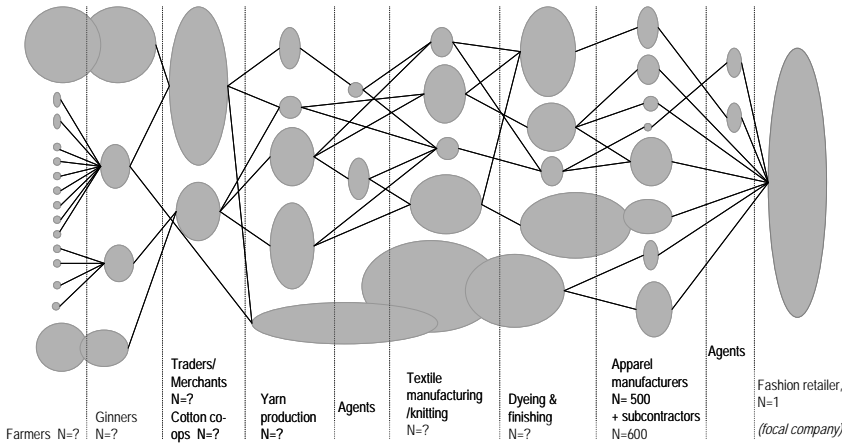 Farmers N=?
Ginners
N=?
Traders/
Merchants
N=?
Cotton co-
ops N=?
Yarn
production
N=?
Agents
Textile
manufacturing
/knitting
N=?
Dyeing &
finishing
N=?
Apparel
manufacturers
N= 500
+ subcontractors
N=600
Agents
Fashion retailer,
N=1
(focal company)